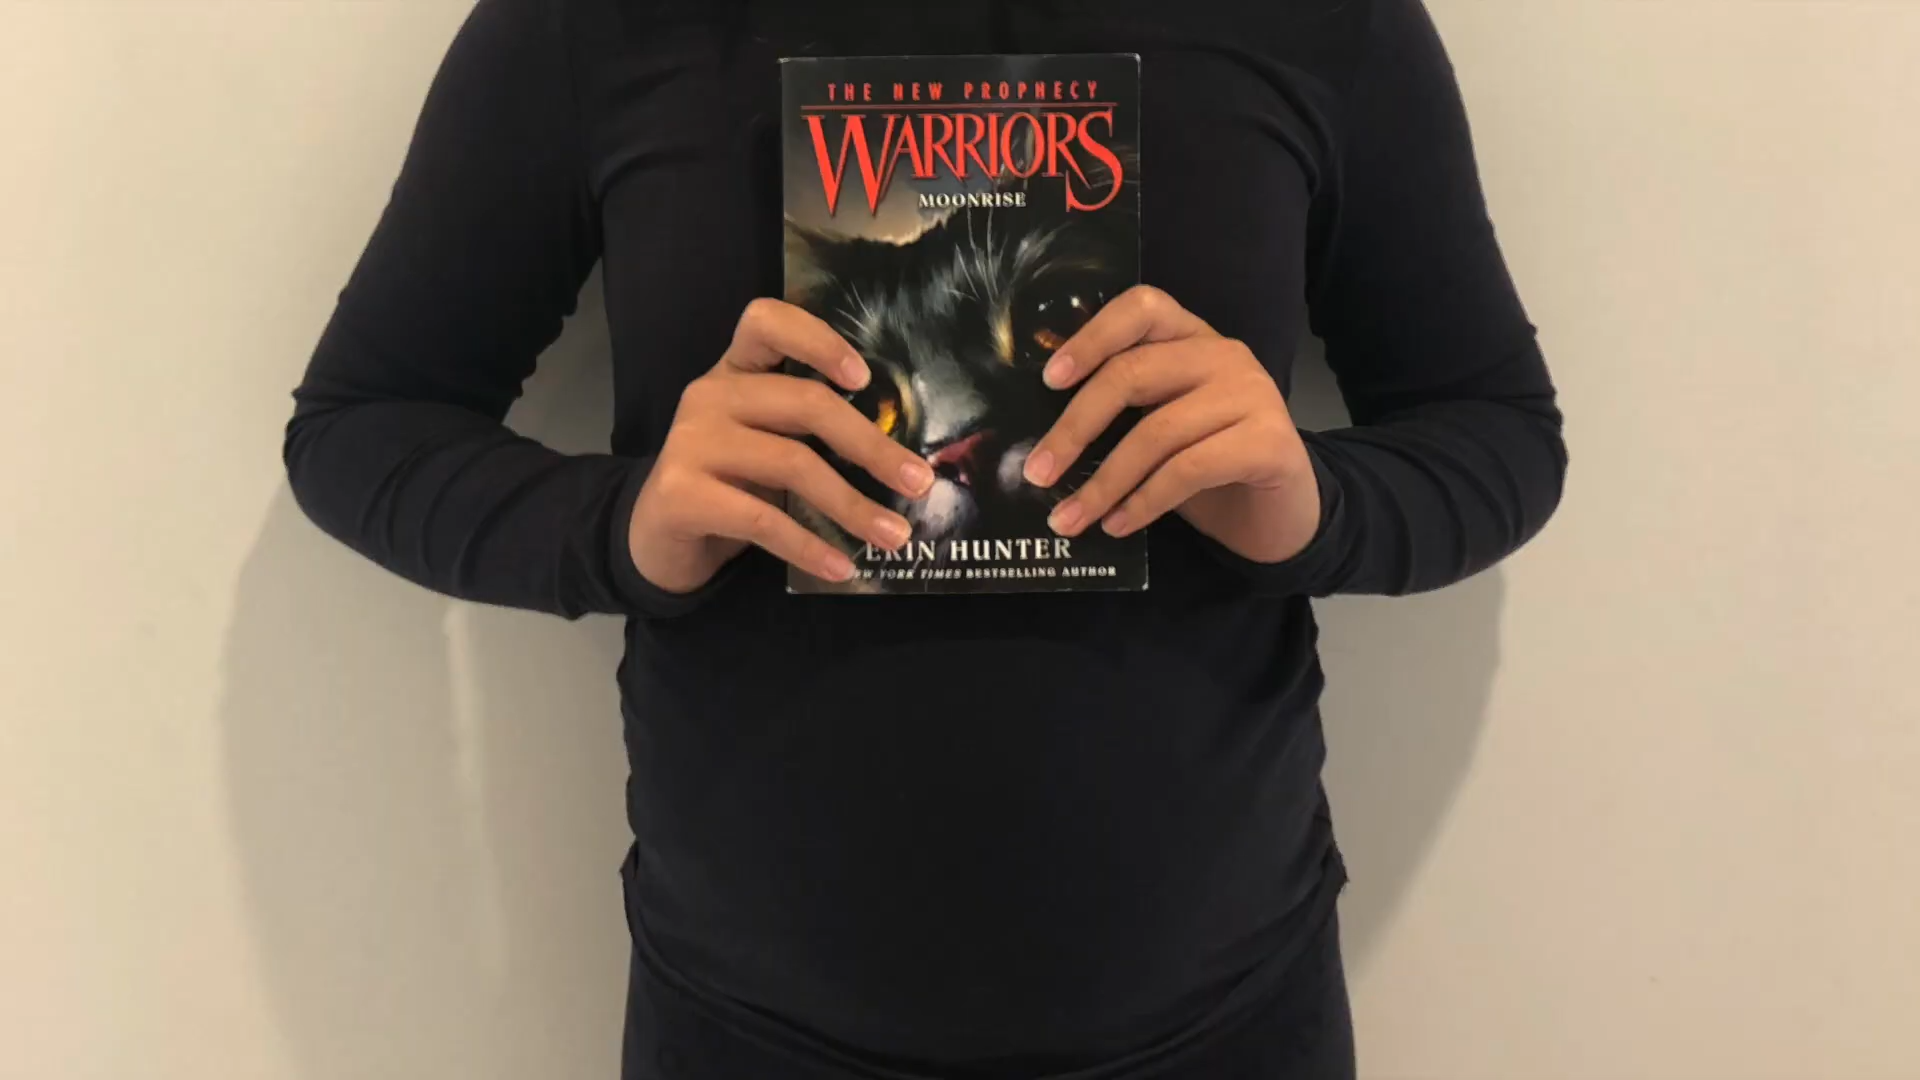 THE NEW PROPHECY
WARRIORS
MOONRISE
ERIN HUNTER
YORK TIMES BESTSELLING AUTHOR